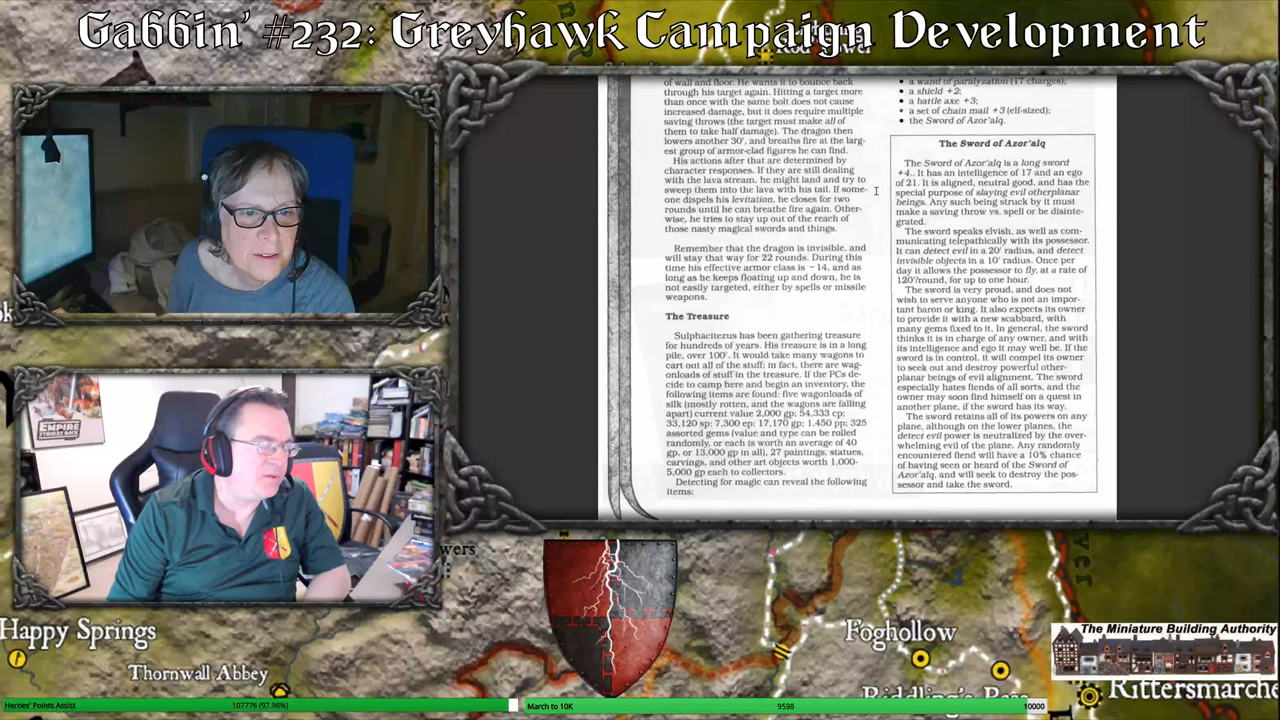 Gabbin' #232: Greyhawk Campaign Development
of wall and floor. He wants it to bounce back
through his target again. Hitting a target more
than once with the same bolt does not cause
increased damage, but it does require multiple
saving throws (the target must make all of
them to take half damage). The dragon then
lowers another 30', and breaths fire at the larg-
est group of armor-clad figures he can find.
His actions after that are determined by
character responses. If they are still dealing
with the lava stream, he might land and try to
sweep them into the lava with his tail. If some-
one dispels his levitation, he closes for two
rounds until he can breathe fire again. Other-
wise, he tries to stay up out of the reach of
those nasty magical swords and things.
Remember that the dragon is invisible, and
will stay that way for 22 rounds. During this
time his effective armor class is −14, and as
long as he keeps floating up and down, he is
not easily targeted, either by spells or missile
weapons.
The Treasure
Sulphacitezus has been gathering treasure
for hundreds of years. His treasure is in a long
pile, over 100'. It would take many wagons to
cart out all of the stuff; in fact, there are wag-
onloads of stuff in the treasure. If the PCs de-
cide to camp here and begin an inventory, the
following items are found: five wagonloads of
silk (mostly rotten, and the wagons are falling
apart) current value 2,000 gp; 54,333 cp;
33,120 sp; 7,300 ep; 17,170 gp; 1,450 pp; 325
assorted gems (value and type can be rolled
randomly, or each is worth an average of 40
gp, or 13,000 gp in all), 27 paintings, statues,
carvings, and other art objects worth 1,000-
5,000 gp each to collectors.
Detecting for magic can reveal the following
items:
• a wand of paralyzation (17 charges);
• a shield +2;
• a battle axe +3;
• a set of chain mail +3 (elf-sized);
• the Sword of Azor'alq.
The Sword of Azor'alq
The Sword of Azor'alq is a long sword
+4.. It has an intelligence of 17 and an ego
of 21. It is aligned, neutral good, and has the
special purpose of slaying evil otherplanar
beings. Any such being struck by it must
make a saving throw vs. spell or be disinte-
grated.
The sword speaks elvish, as well as com-
municating telepathically with its possessor.
It can detect evil in a 20' radius, and detect
invisible objects in a 10' radius. Once per
day it allows the possessor to fly, at a rate of
120'/round, for up to one hour.
The sword is very proud, and does not
wish to serve anyone who is not an impor-
tant baron or king. It also expects its owner
to provide it with a new scabbard, with
many gems fixed to it. In general, the sword
thinks it is in charge of any owner, and with
its intelligence and ego it may well be. If the
sword is in control, it will compel its owner
to seek out and destroy powerful other-
planar beings of evil alignment. The sword
especially hates fiends of all sorts, and the
owner may soon find himself on a quest in
another plane, if the sword has its way.
The sword retains all of its powers on any
plane, although on the lower planes, the
detect evil power is neutralized by the over-
whelming evil of the plane. Any randomly
encountered fiend will have a 10% chance
of having seen or heard of the Sword of
Azor'alq, and will seek to destroy the pos-
sessor and take the sword.
EMPIRE
STRIKES
BACK
wers
Happy Springs
Thornwall Abbey
Foghollow
Rittersmarche
The Miniature Building Authority
Heroes' Points Assist
107776 (97.98%)
March to 10K
9598
10000